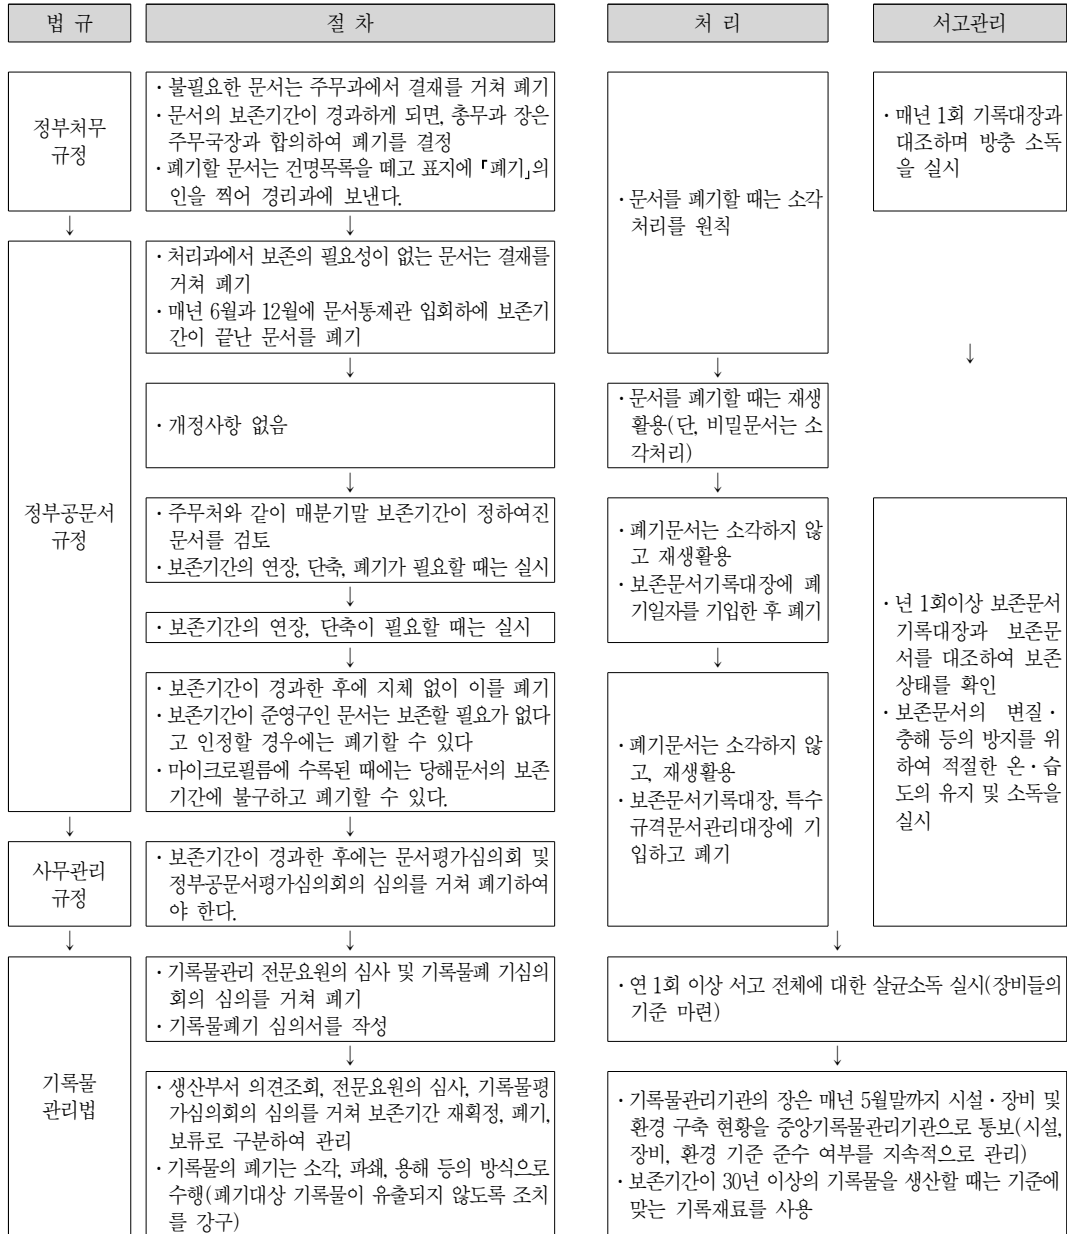 법 규
절 차
처 리
서고관리
정부처무
규정
· 불필요한 문서는 주무과에서 결재를 거쳐 폐기
· 문서의 보존기간이 경과하게 되면, 총무과 장은
주무국장과 합의하여 폐기를 결정
· 폐기할 문서는 건명목록을 떼고 표지에 「폐기」의
인을 찍어 경리과에 보낸다.
· 문서를 폐기할 때는 소각
처리를 원칙
· 매년 1회 기록대장과
대조하며 방충 소독
을 실시
↓
↓
정부공문서
규정
· 처리과에서 보존의 필요성이 없는 문서는 결재를
거쳐 폐기
· 매년 6월과 12월에 문서통제관 입회하에 보존기
간이 끝난 문서를 폐기
↓
↓
↓
· 개정사항 없음
· 문서를 폐기할 때는 재생
활용(단, 비밀문서는 소
각처리)
↓
↓
· 주무처와 같이 매분기말 보존기간이 정하여진
문서를 검토
· 보존기간의 연장, 단축, 폐기가 필요할 때는 실시
· 폐기문서는 소각하지 않
고 재생활용
· 보존문서기록대장에 폐
기일자를 기입한 후 폐기
↓
· 보존기간의 연장, 단축이 필요할 때는 실시
↓
↓
· 보존기간이 경과한 후에 지체 없이 이를 폐기
· 보존기간이 준영구인 문서는 보존할 필요가 없다
고 인정할 경우에는 폐기할 수 있다
· 마이크로필름에 수록된 때에는 당해문서의 보존
기간에 불구하고 폐기할 수 있다.
· 폐기문서는 소각하지 않
고, 재생활용
· 보존문서기록대장, 특수
규격문서관리대장에 기
입하고 폐기
· 년 1회이상 보존문서
기록대장과 보존문
서를 대조하여 보존
상태를 확인
· 보존문서의 변질·
충해 등의 방지를 위
하여 적절한 온·습
도의 유지 및 소독을
실시
↓
↓
사무관리
규정
· 보존기간이 경과한 후에는 문서평가심의회 및
정부공문서평가심의회의 심의를 거쳐 폐기하여
야 한다.
↓
↓
↓
기록물
관리법
· 기록물관리 전문요원의 심사 및 기록물폐 기심의
회의 심의를 거쳐 폐기
· 기록물폐기 심의서를 작성
· 연 1회 이상 서고 전체에 대한 살균소독 실시(장비들의
기준 마련)
↓
↓
· 생산부서 의견조회, 전문요원의 심사, 기록물평
가심의회의 심의를 거쳐 보존기간 재획정, 폐기,
보류로 구분하여 관리
· 기록물의 폐기는 소각, 파쇄, 용해 등의 방식으로
수행(폐기대상 기록물이 유출되지 않도록 조치
를 강구)
· 기록물관리기관의 장은 매년 5월말까지 시설·장비 및
환경 구축 현황을 중앙기록물관리기관으로 통보(시설,
장비, 환경 기준 준수 여부를 지속적으로 관리)
· 보존기간이 30년 이상의 기록물을 생산할 때는 기준에
맞는 기록재료를 사용